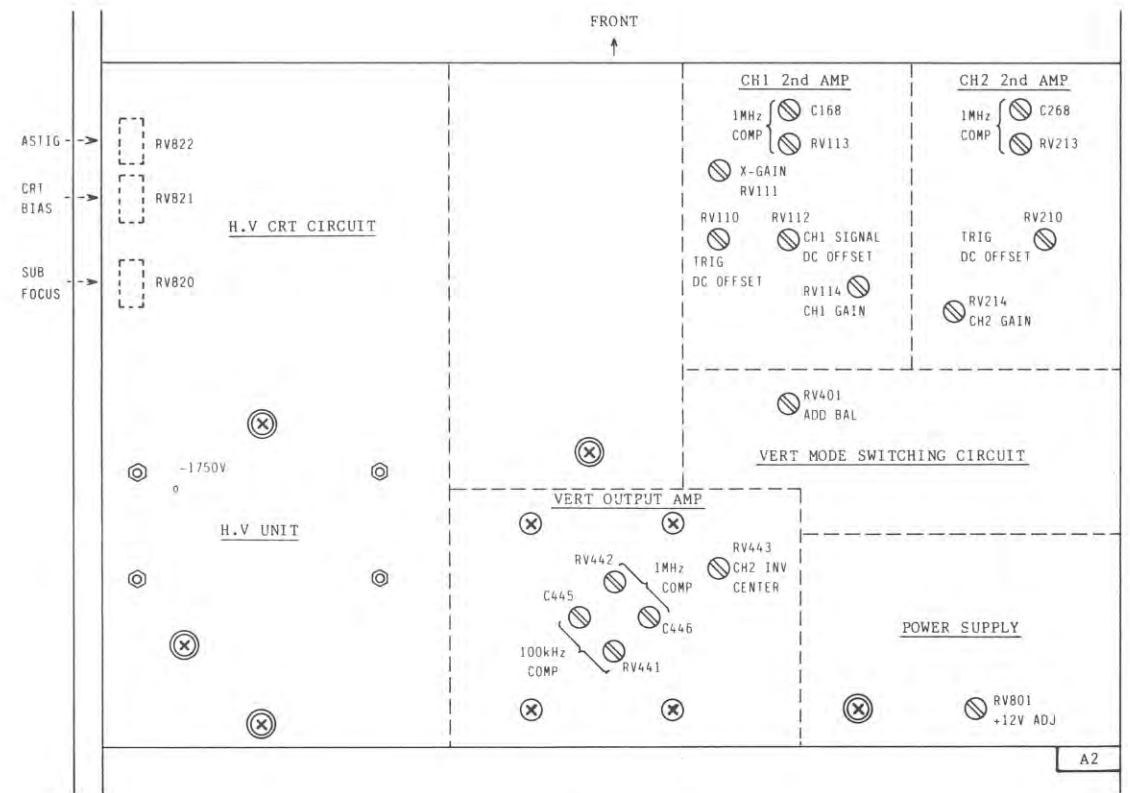 FRONT
ASTIG
RV822
CRT
BIAS
RV821
SUB
FOCUS
RV820
H.V CRT CIRCUIT
-1750V
H.V UNIT
CH1 2nd AMP
1MHz
COMP
C168
RV113
X-GAIN
RV111
RV110
TRIG
DC OFFSET
RV112
CH1 SIGNAL
DC OFFSET
RV114
CH1 GAIN
CH2 2nd AMP
1MHz
COMP
C268
RV213
RV210
TRIG
DC OFFSET
RV214
CH2 GAIN
RV401
ADD BAL
VERT MODE SWITCHING CIRCUIT
VERT OUTPUT AMP
RV442
1MHz
COMP
C445
C446
100kHz
COMP
RV441
RV443
CH2 INV
CENTER
POWER SUPPLY
RV801
+12V ADJ
A2